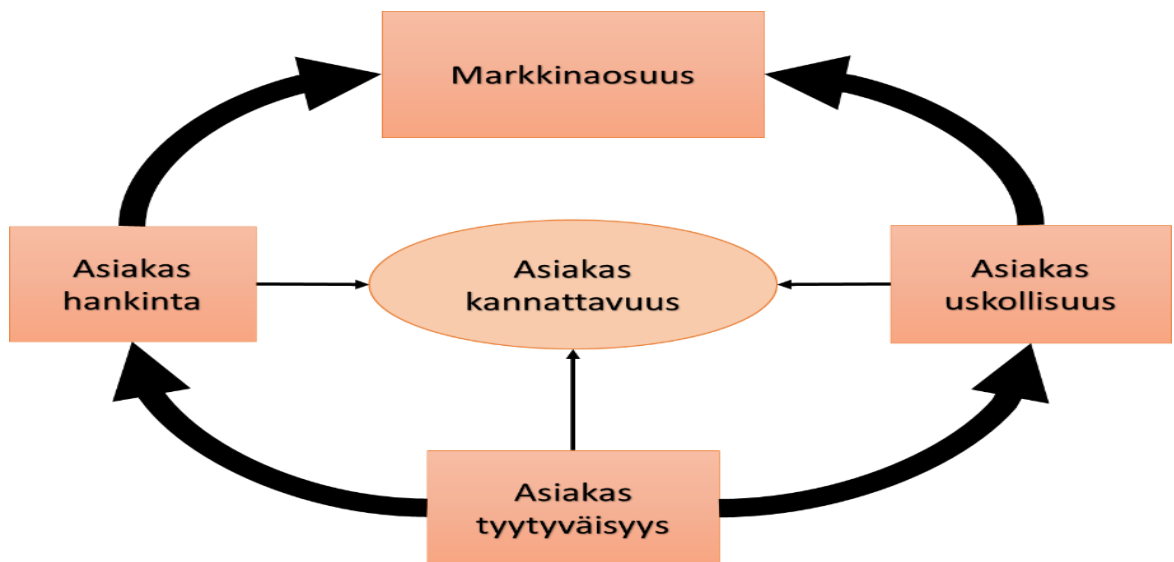 Markkinaosuus
Asiakas
hankinta
Asiakas
kannattavuus
Asiakas
uskollisuus
Asiakas
tyytyväisyys